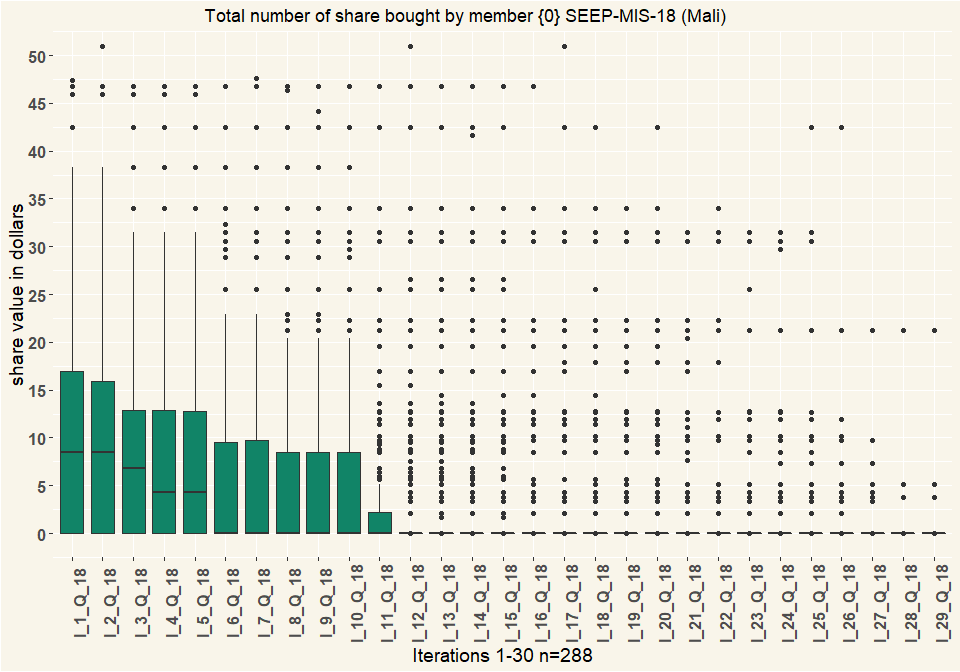 Total number of share bought by member {0} SEEP-MIS-18 (Mali)
share value in dollars
50
45
40
35
30
25
20
15
10
5
0
I_1_Q_18
I_2_Q_18
I_3_Q_18
I_4_Q_18
I_5_Q_18
I_6_Q_18
I_7_Q_18
I_8_Q_18
I_9_Q_18
I_10_Q_18
I_11_Q_18
I_12_Q_18
I_13_Q_18
I_14_Q_18
I_15_Q_18
I_16_Q_18
I_17_Q_18
I_18_Q_18
I_19_Q_18
I_20_Q_18
I_21_Q_18
I_22_Q_18
I_23_Q_18
I_24_Q_18
I_25_Q_18
I_26_Q_18
I_27_Q_18
I_28_Q_18
I_29_Q_18
Iterations 1-30 n=288